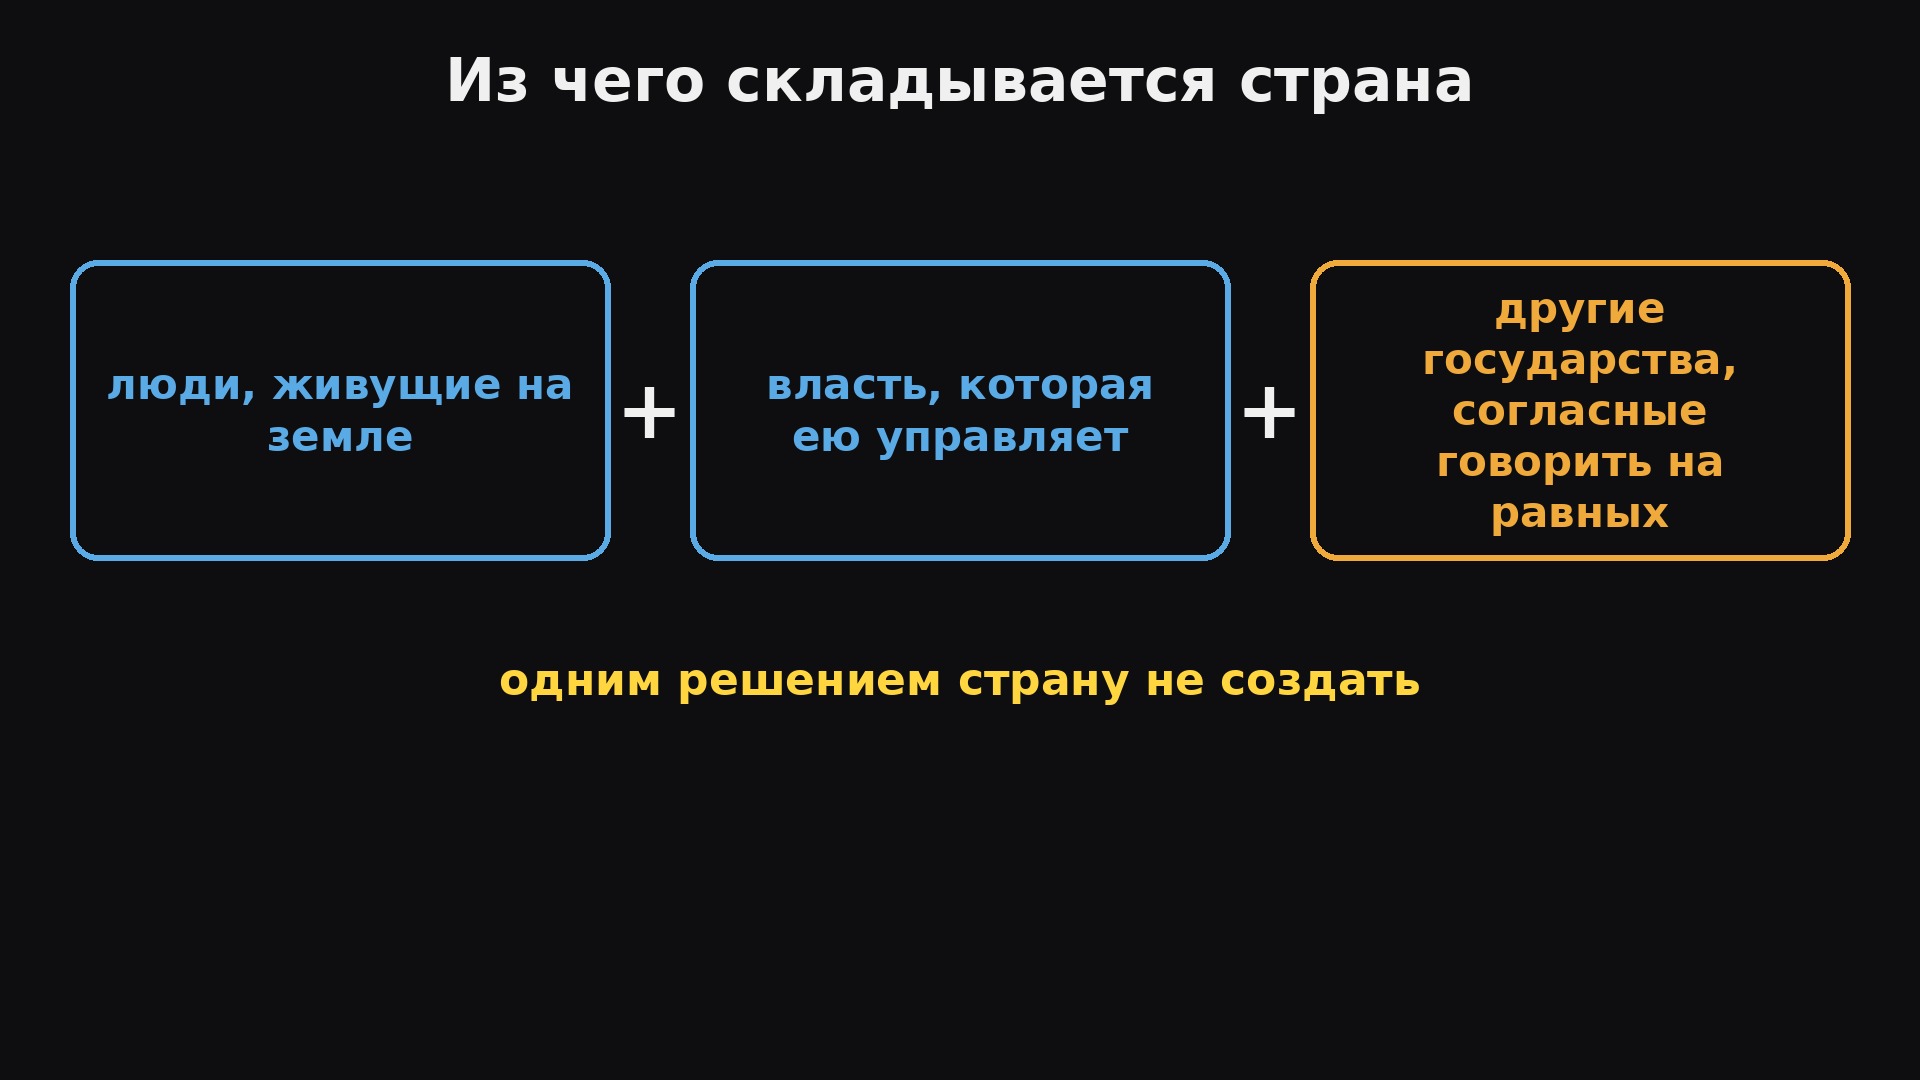 Из чего складывается страна
люди, живущие на
земле
+
власть, которая
ею управляет
+
другие
государства,
согласные
говорить на
равных
одним решением страну не создать